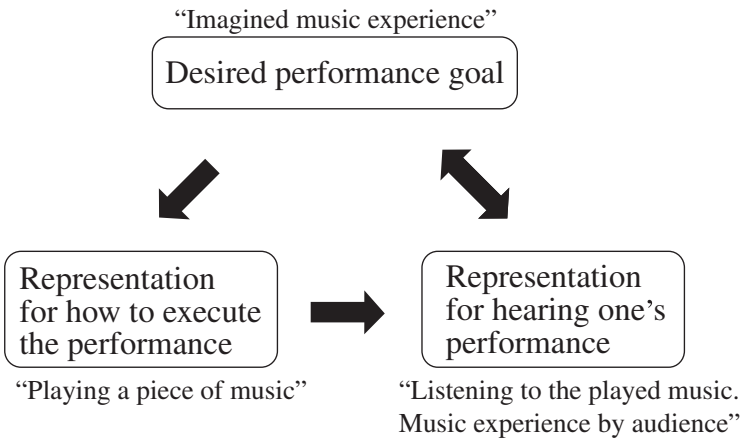 “Imagined music experience”
Desired performance goal
Representation
for how to execute
the performance
“Playing a piece of music”
Representation
for hearing one’s
performance
“Listening to the played music.
Music experience by audience”